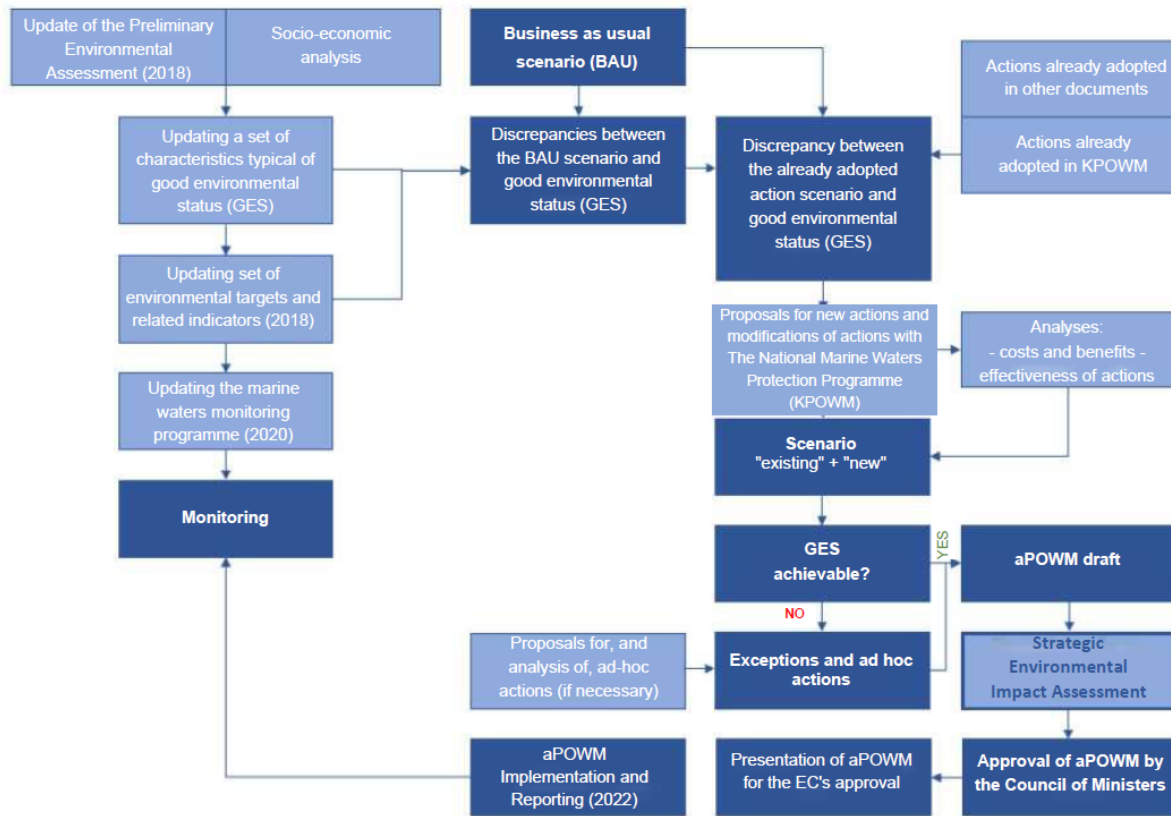 Update of the Preliminary
Environmental
Assessment (2018)
Socio-economic
analysis
Business as usual
scenario (BAU)
Actions already adopted
in other documents
Actions already
adopted in KPOWM
Updating a set of
characteristics typical of
good environmental
status (GES)
Discrepancies between
the BAU scenario and
good environmental
status (GES)
Discrepancy between
the already adopted
action scenario and
good environmental
status (GES)
Updating set of
environmental targets and
related indicators (2018)
Proposals for new actions and
modifications of actions with
The National Marine Waters
Protection Programme
(KPOWM)
Analyses:
- costs and benefits -
effectiveness of actions
Updating the marine
waters monitoring
programme (2020)
Scenario
"existing" + "new"
Monitoring
GES
achievable?
YES
NO
aPOWM draft
Proposals for, and
analysis of, ad-hoc
actions (if necessary)
Exceptions and ad hoc
actions
Strategic
Environmental
Impact Assessment
aPOWM
Implementation and
Reporting (2022)
Presentation of aPOWM
for the EC's approval
Approval of aPOWM by
the Council of Ministers